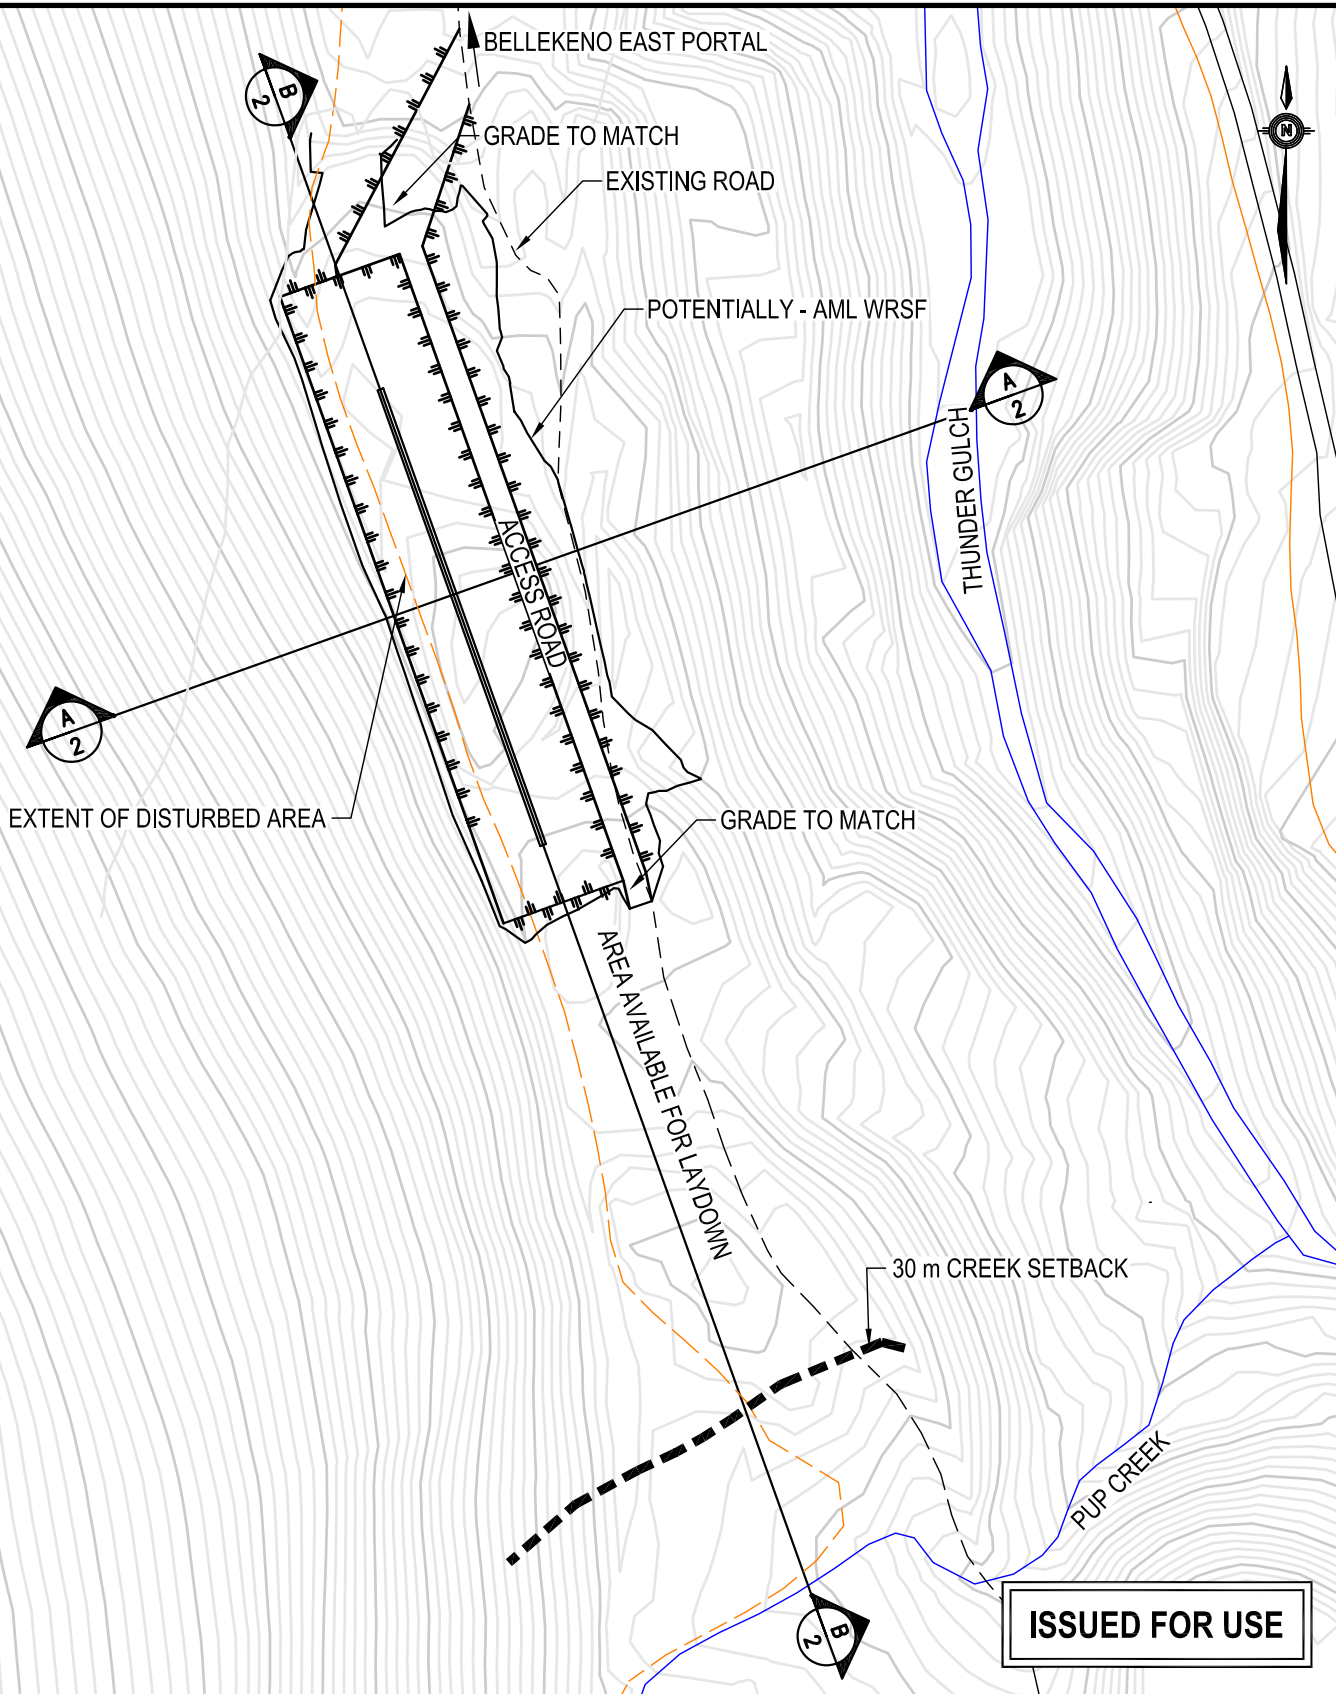 BELLEKENO EAST PORTAL
B
2
N
GRADE TO MATCH
EXISTING ROAD
POTENTIALLY - AML WRSF
A
2
THUNDER GULCH
ACCESS ROAD
A
2
EXTENT OF DISTURBED AREA
GRADE TO MATCH
AREA AVAILABLE FOR LAYDOWN
30 m CREEK SETBACK
PUP CREEK
B
2
ISSUED FOR USE